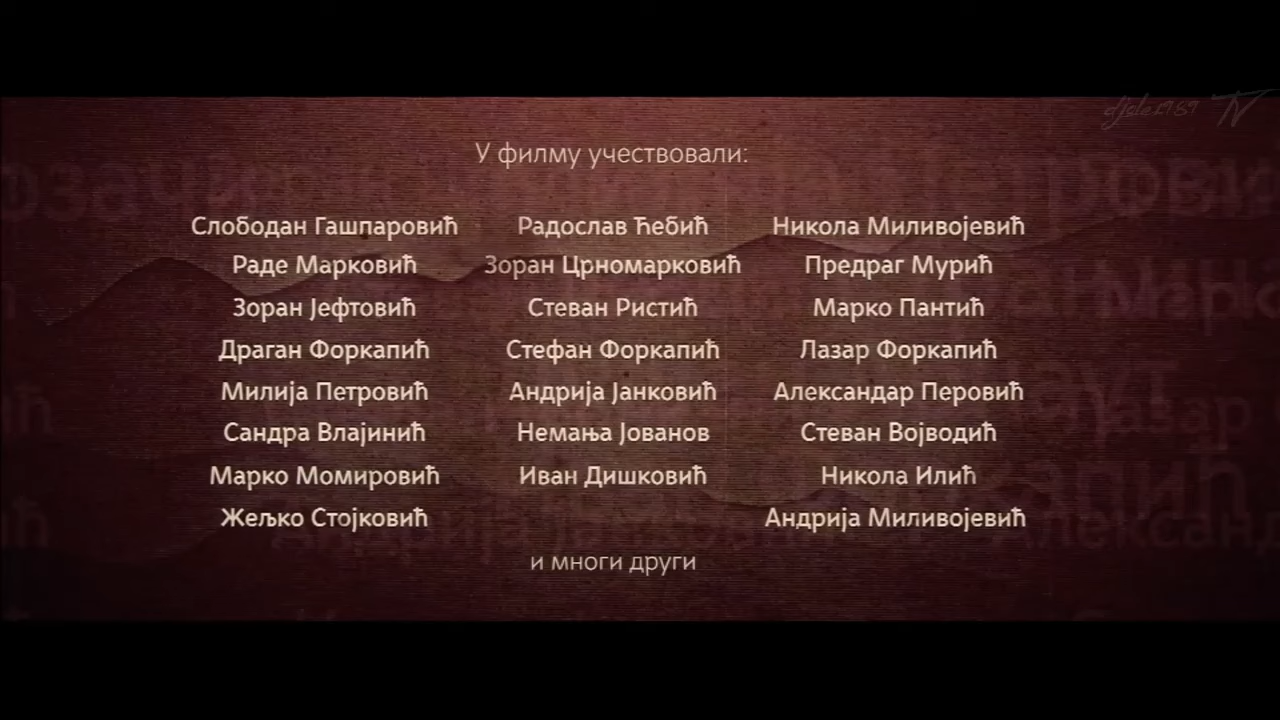 У филму учествовали:
Слободан Гашпаровић Радослав Ћебић Никола Миливојевић
Раде Марковић Зоран Црномарковић Предраг Мурић
Зоран Јефтовић Стеван Ристић Марко Пантић
Драган Форкапић Стефан Форкапић Лазар Форкапић
Милија Петровић Андрија Јанковић Александар Перовић
Сандра Влајинић Немања Јованов Стеван Војводић
Марко Момировић Иван Дишковић Никола Илић
Жељко Стојковић Андрија Миливојевић
и многи други